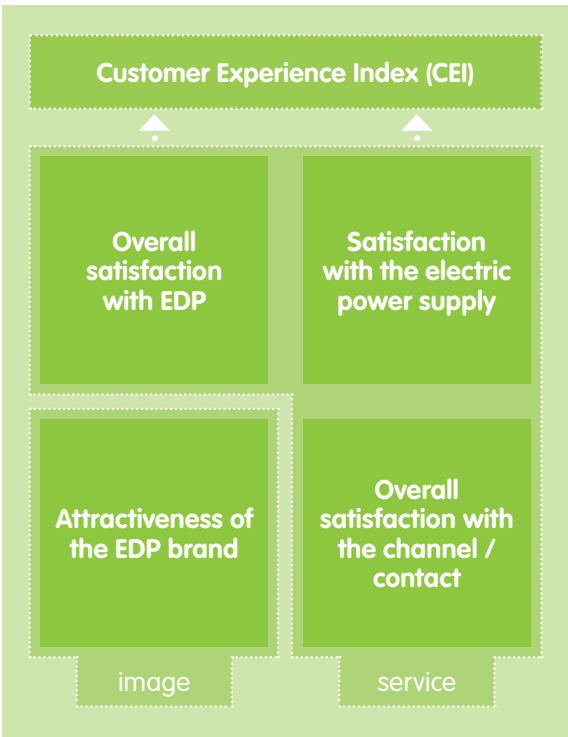 Customer Experience Index (CEI)
Overall
satisfaction
with EDP
Satisfaction
with the electric
power supply
Attractiveness of
the EDP brand
Overall
satisfaction with
the channel /
contact
image
service